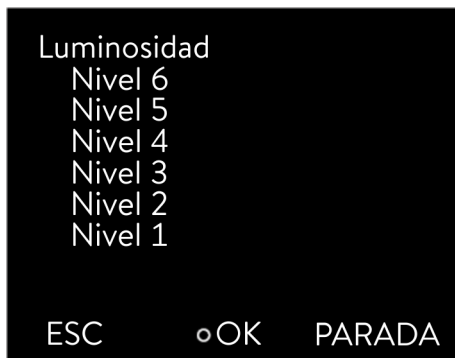 Luminosidad
Nivel 6
Nivel 5
Nivel 4
Nivel 3
Nivel 2
Nivel 1
ESC OK PARADA